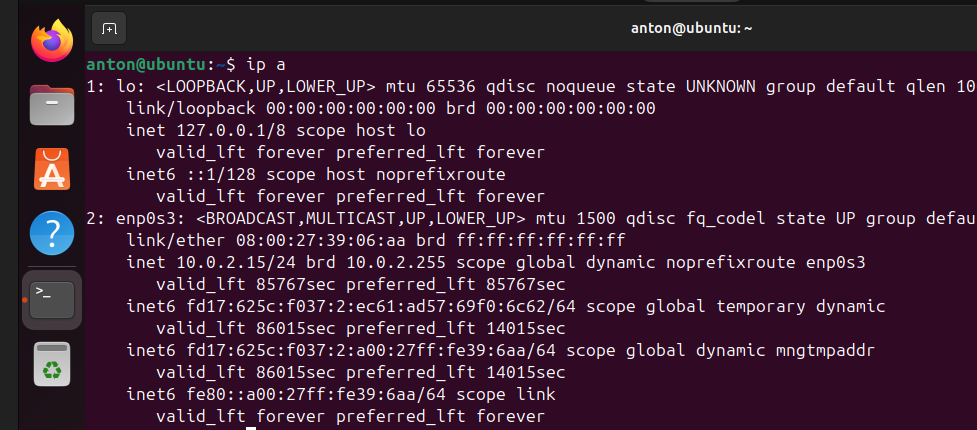 anton@ubuntu: ~
anton@ubuntu:~$ ip a
1: lo: <LOOPBACK,UP,LOWER_UP> mtu 65536 qdisc noqueue state UNKNOWN group default qlen 10
link/loopback 00:00:00:00:00:00 brd 00:00:00:00:00:00
inet 127.0.0.1/8 scope host lo
valid_lft forever preferred_lft forever
inet6 ::1/128 scope host noprefixroute
valid_lft forever preferred_lft forever
2: enp0s3: <BROADCAST,MULTICAST,UP,LOWER_UP> mtu 1500 qdisc fq_codel state UP group defau
link/ether 08:00:27:39:06:aa brd ff:ff:ff:ff:ff:ff
inet 10.0.2.15/24 brd 10.0.2.255 scope global dynamic noprefixroute enp0s3
valid_lft 85767sec preferred_lft 85767sec
inet6 fd17:625c:f037:2:ec61:ad57:69f0:6c62/64 scope global temporary dynamic
valid_lft 86015sec preferred_lft 14015sec
inet6 fd17:625c:f037:2:a00:27ff:fe39:6aa/64 scope global dynamic mngtmpaddr
valid_lft 86015sec preferred_lft 14015sec
inet6 fe80::a00:27ff:fe39:6aa/64 scope link
valid_lft forever preferred_lft forever